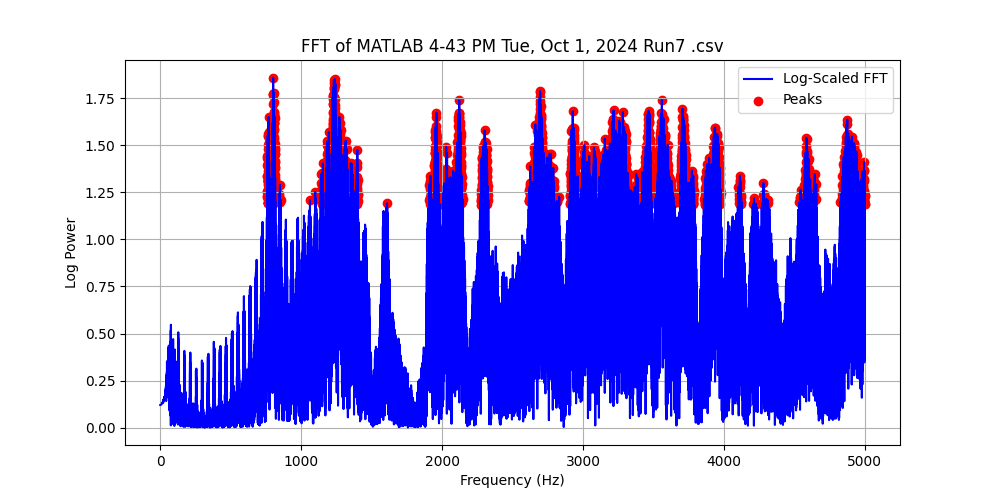 FFT of MATLAB 4-43 PM Tue, Oct 1, 2024 Run7 .csv
Log-Scaled FFT
Peaks
1.75
1.50
1.25
1.00
0.75
0.50
0.25
0.00
Log Power
0 1000 2000 3000 4000 5000
Frequency (Hz)